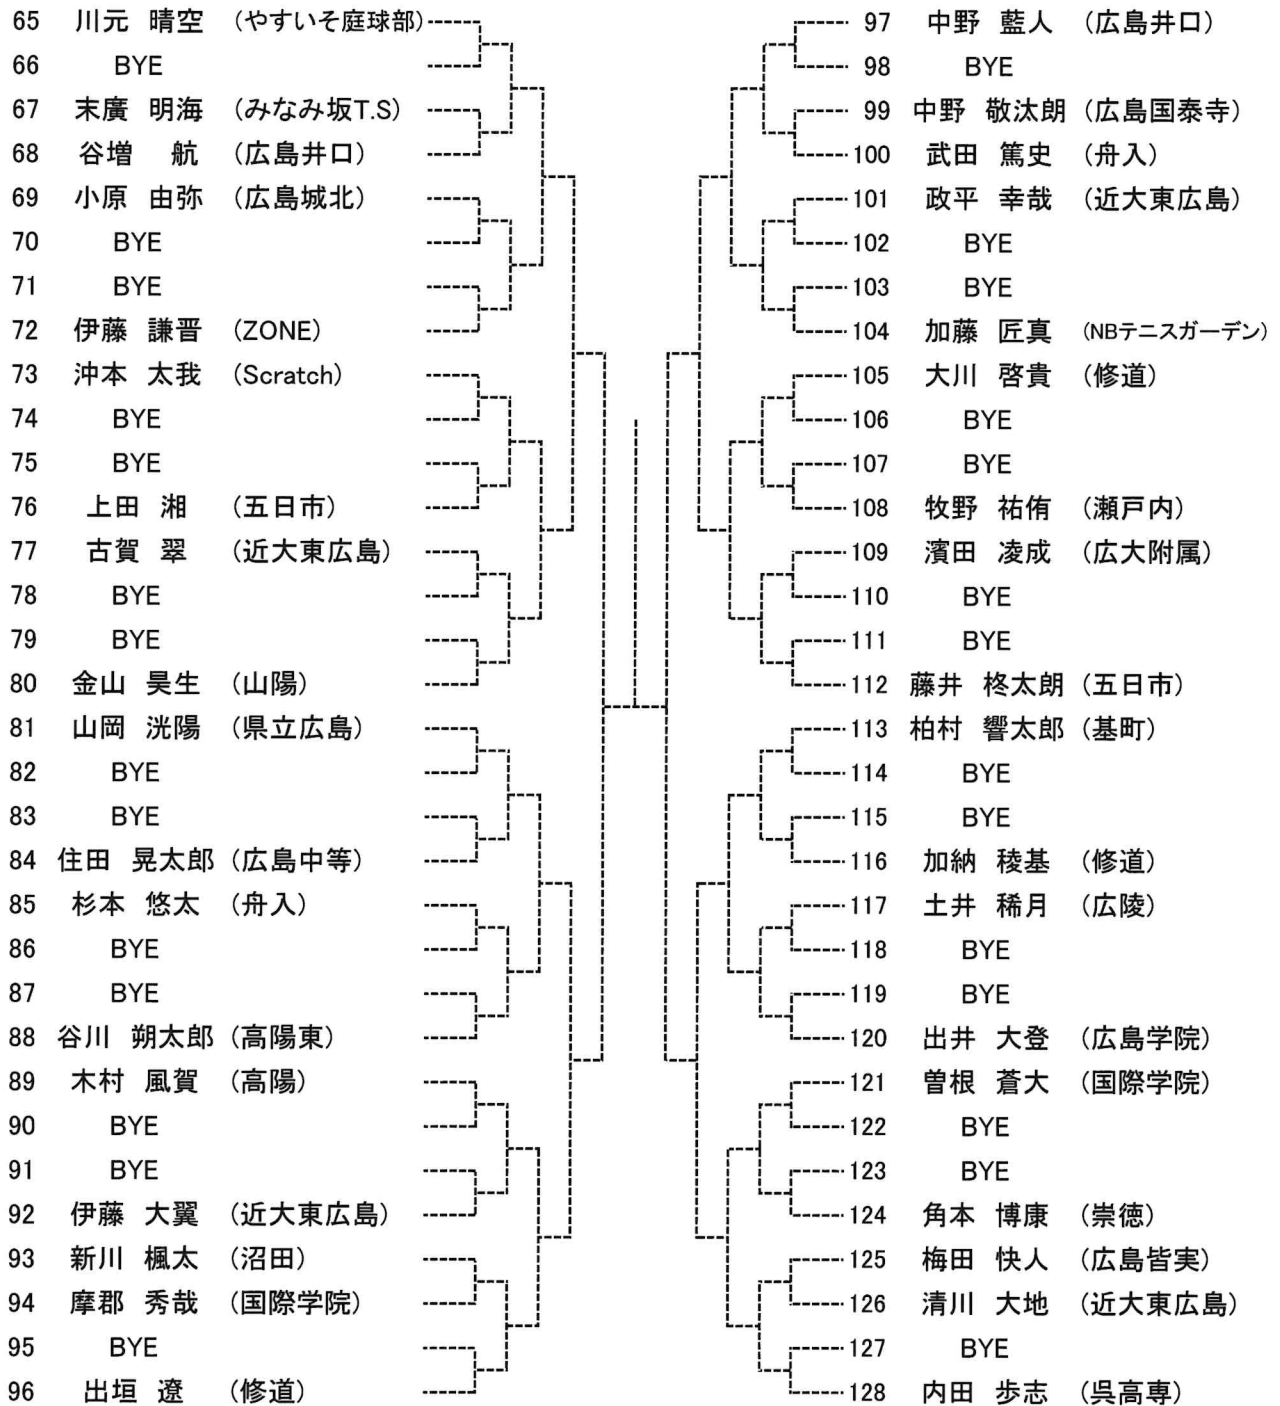 65 川元 晴空 (やすいそ庭球部)
66 BYE
67 末廣 明海 (みなみ坂T.S)
68 谷増 航 (広島井口)
69 小原 由弥 (広島城北)
70 BYE
71 BYE
72 伊藤 謙晋 (ZONE)
73 沖本 太我 (Scratch)
74 BYE
75 BYE
76 上田 湘 (五日市)
77 古賀 翠 (近大東広島)
78 BYE
79 BYE
80 金山 昊生 (山陽)
81 山岡 洸陽 (県立広島)
82 BYE
83 BYE
84 住田 晃太郎 (広島中等)
85 杉本 悠太 (舟入)
86 BYE
87 BYE
88 谷川 朔太郎 (高陽東)
89 木村 風賀 (高陽)
90 BYE
91 BYE
92 伊藤 大翼 (近大東広島)
93 新川 楓太 (沼田)
94 摩郡 秀哉 (国際学院)
95 BYE
96 出垣 遼 (修道)
97 中野 藍人 (広島井口)
98 BYE
99 中野 敬汰朗 (広島国泰寺)
100 武田 篤史 (舟入)
101 政平 幸哉 (近大東広島)
102 BYE
103 BYE
104 加藤 匠真 (NBテニスガーデン)
105 大川 啓貴 (修道)
106 BYE
107 BYE
108 牧野 祐侑 (瀬戸内)
109 濱田 凌成 (広大附属)
110 BYE
111 BYE
112 藤井 柊太朗 (五日市)
113 柏村 響太郎 (基町)
114 BYE
115 BYE
116 加納 稜基 (修道)
117 土井 稀月 (広陵)
118 BYE
119 BYE
120 出井 大登 (広島学院)
121 曽根 蒼大 (国際学院)
122 BYE
123 BYE
124 角本 博康 (崇徳)
125 梅田 快人 (広島皆実)
126 清川 大地 (近大東広島)
127 BYE
128 内田 歩志 (呉高専)